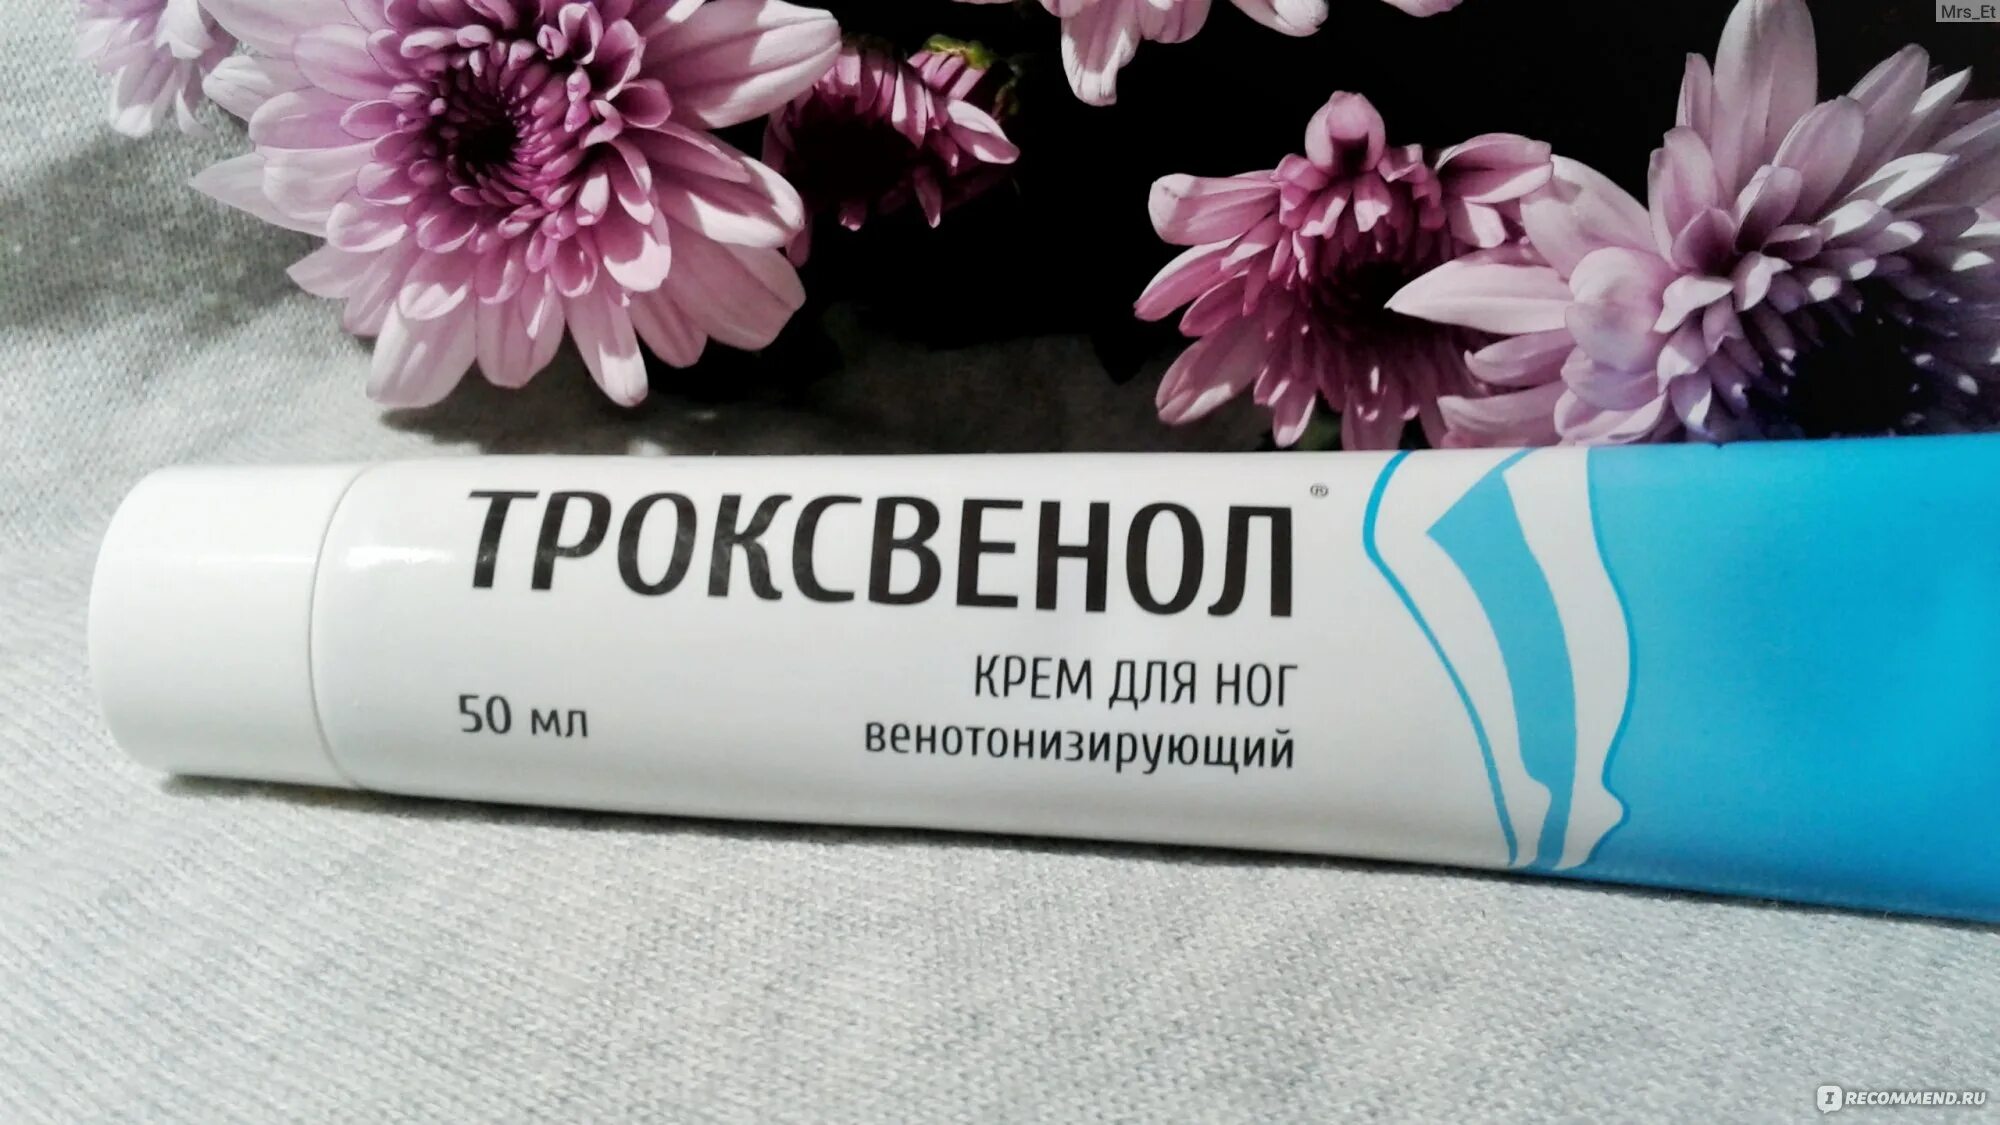 Mrs_Et
ТРОКСВЕНОЛ®
КРЕМ ДЛЯ НОГ
50 мл
венотонизирующий
I RECOMMEND.RU